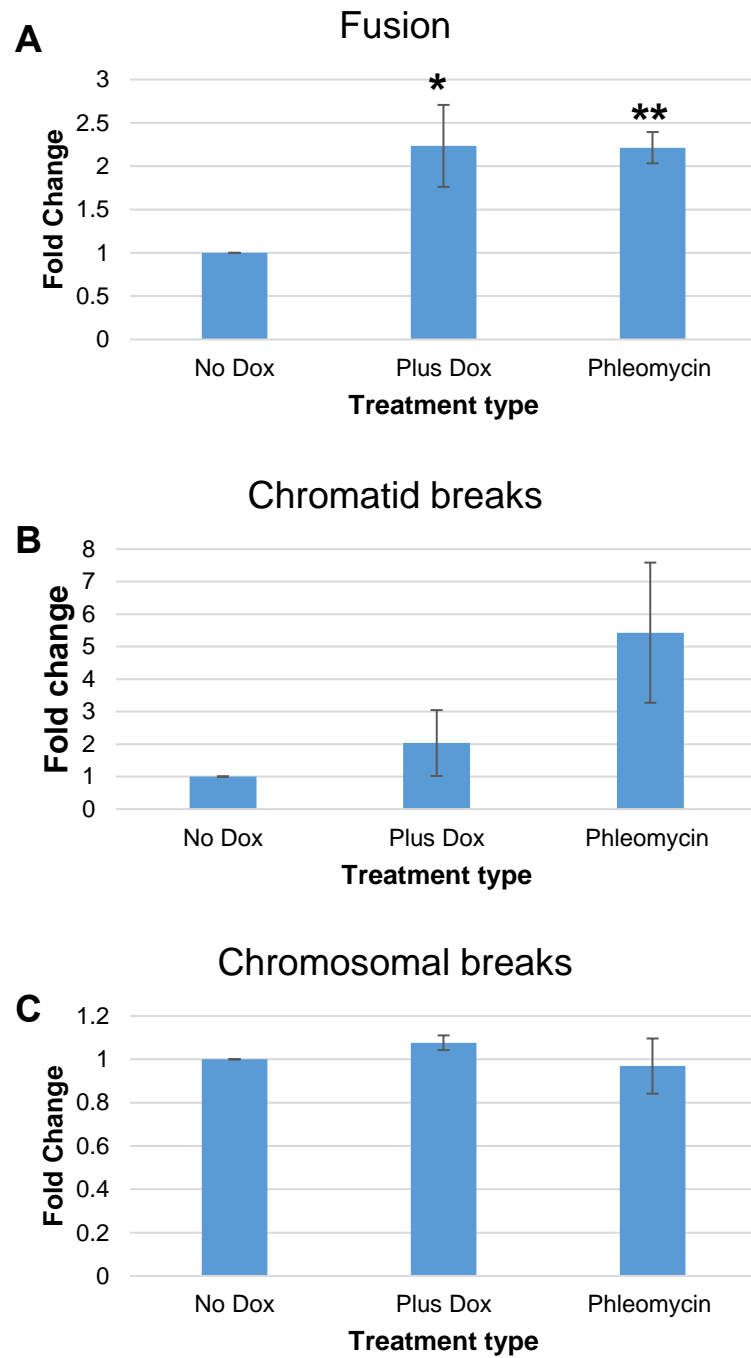 A
Fusion
3
2.5
2
1.5
1
0.5
0
Fold Change
*
**
No Dox Plus Dox Phleomycin
Treatment type
Chromatid breaks
B
8
7
6
5
4
3
2
1
0
Fold change
No Dox Plus Dox Phleomycin
Treatment type
Chromosomal breaks
C
1.2
1
0.8
0.6
0.4
0.2
0
Fold Change
No Dox Plus Dox Phleomycin
Treatment type